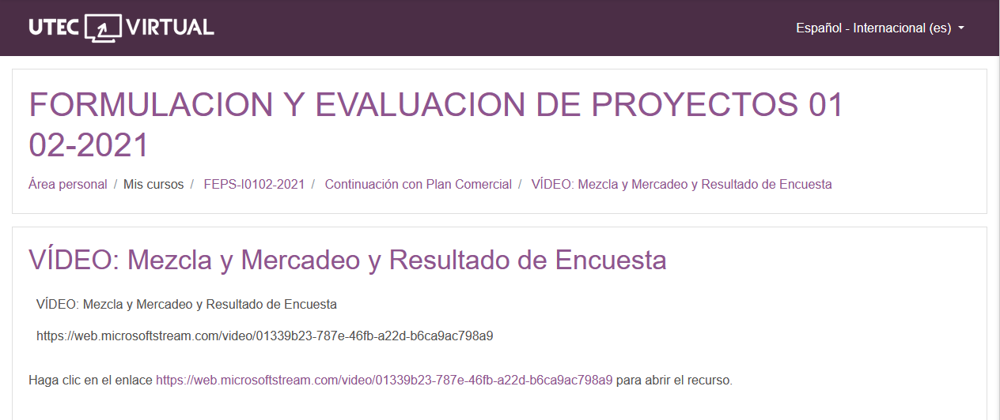 UTEC VIRTUAL
Español - Internacional (es)
FORMULACION Y EVALUACION DE PROYECTOS 01
02-2021
Área personal / Mis cursos / FEPS-I0102-2021 / Continuación con Plan Comercial / VÍDEO: Mezcla y Mercadeo y Resultado de Encuesta
VÍDEO: Mezcla y Mercadeo y Resultado de Encuesta
VÍDEO: Mezcla y Mercadeo y Resultado de Encuesta
https://web.microsoftstream.com/video/01339b23-787e-46fb-a22d-b6ca9ac798a9
Haga clic en el enlace https://web.microsoftstream.com/video/01339b23-787e-46fb-a22d-b6ca9ac798a9 para abrir el recurso.